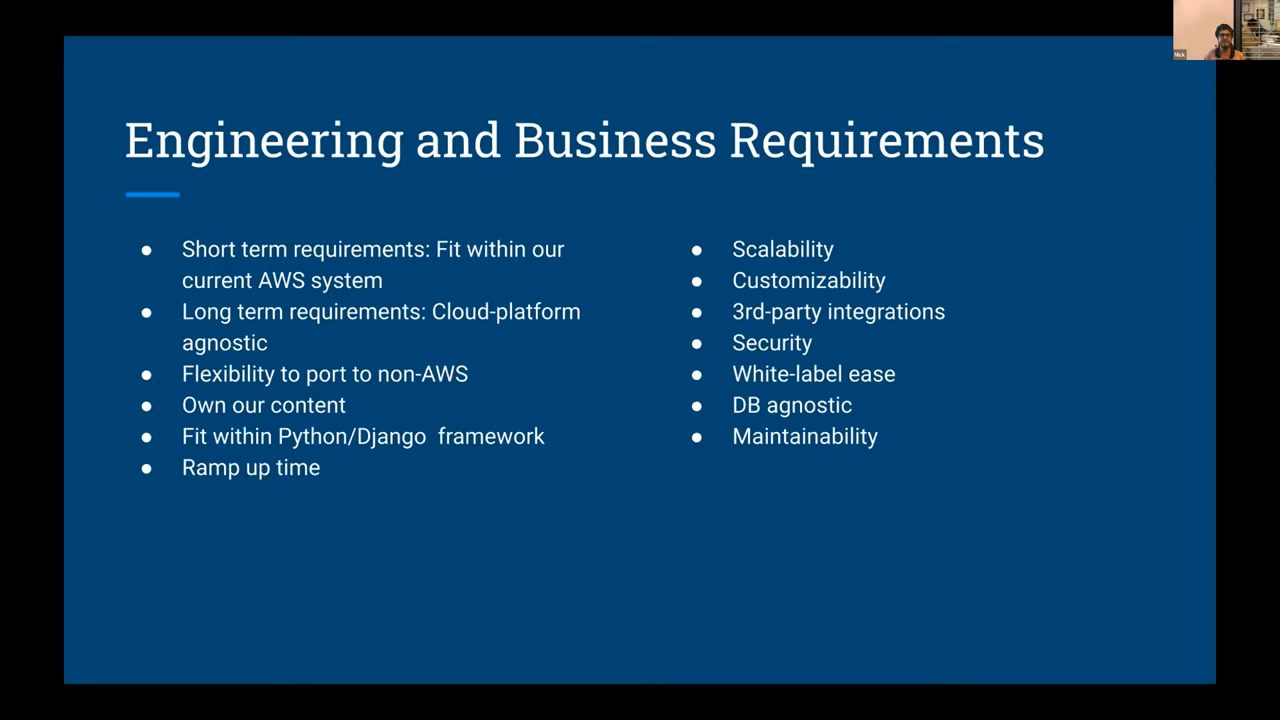 Engineering and Business Requirements
● Short term requirements: Fit within our
current AWS system
● Long term requirements: Cloud-platform
agnostic
● Flexibility to port to non-AWS
● Own our content
● Fit within Python/Django  framework
● Ramp up time
● Scalability
● Customizability
● 3rd-party integrations
● Security
● White-label ease
● DB agnostic
● Maintainability
Nick